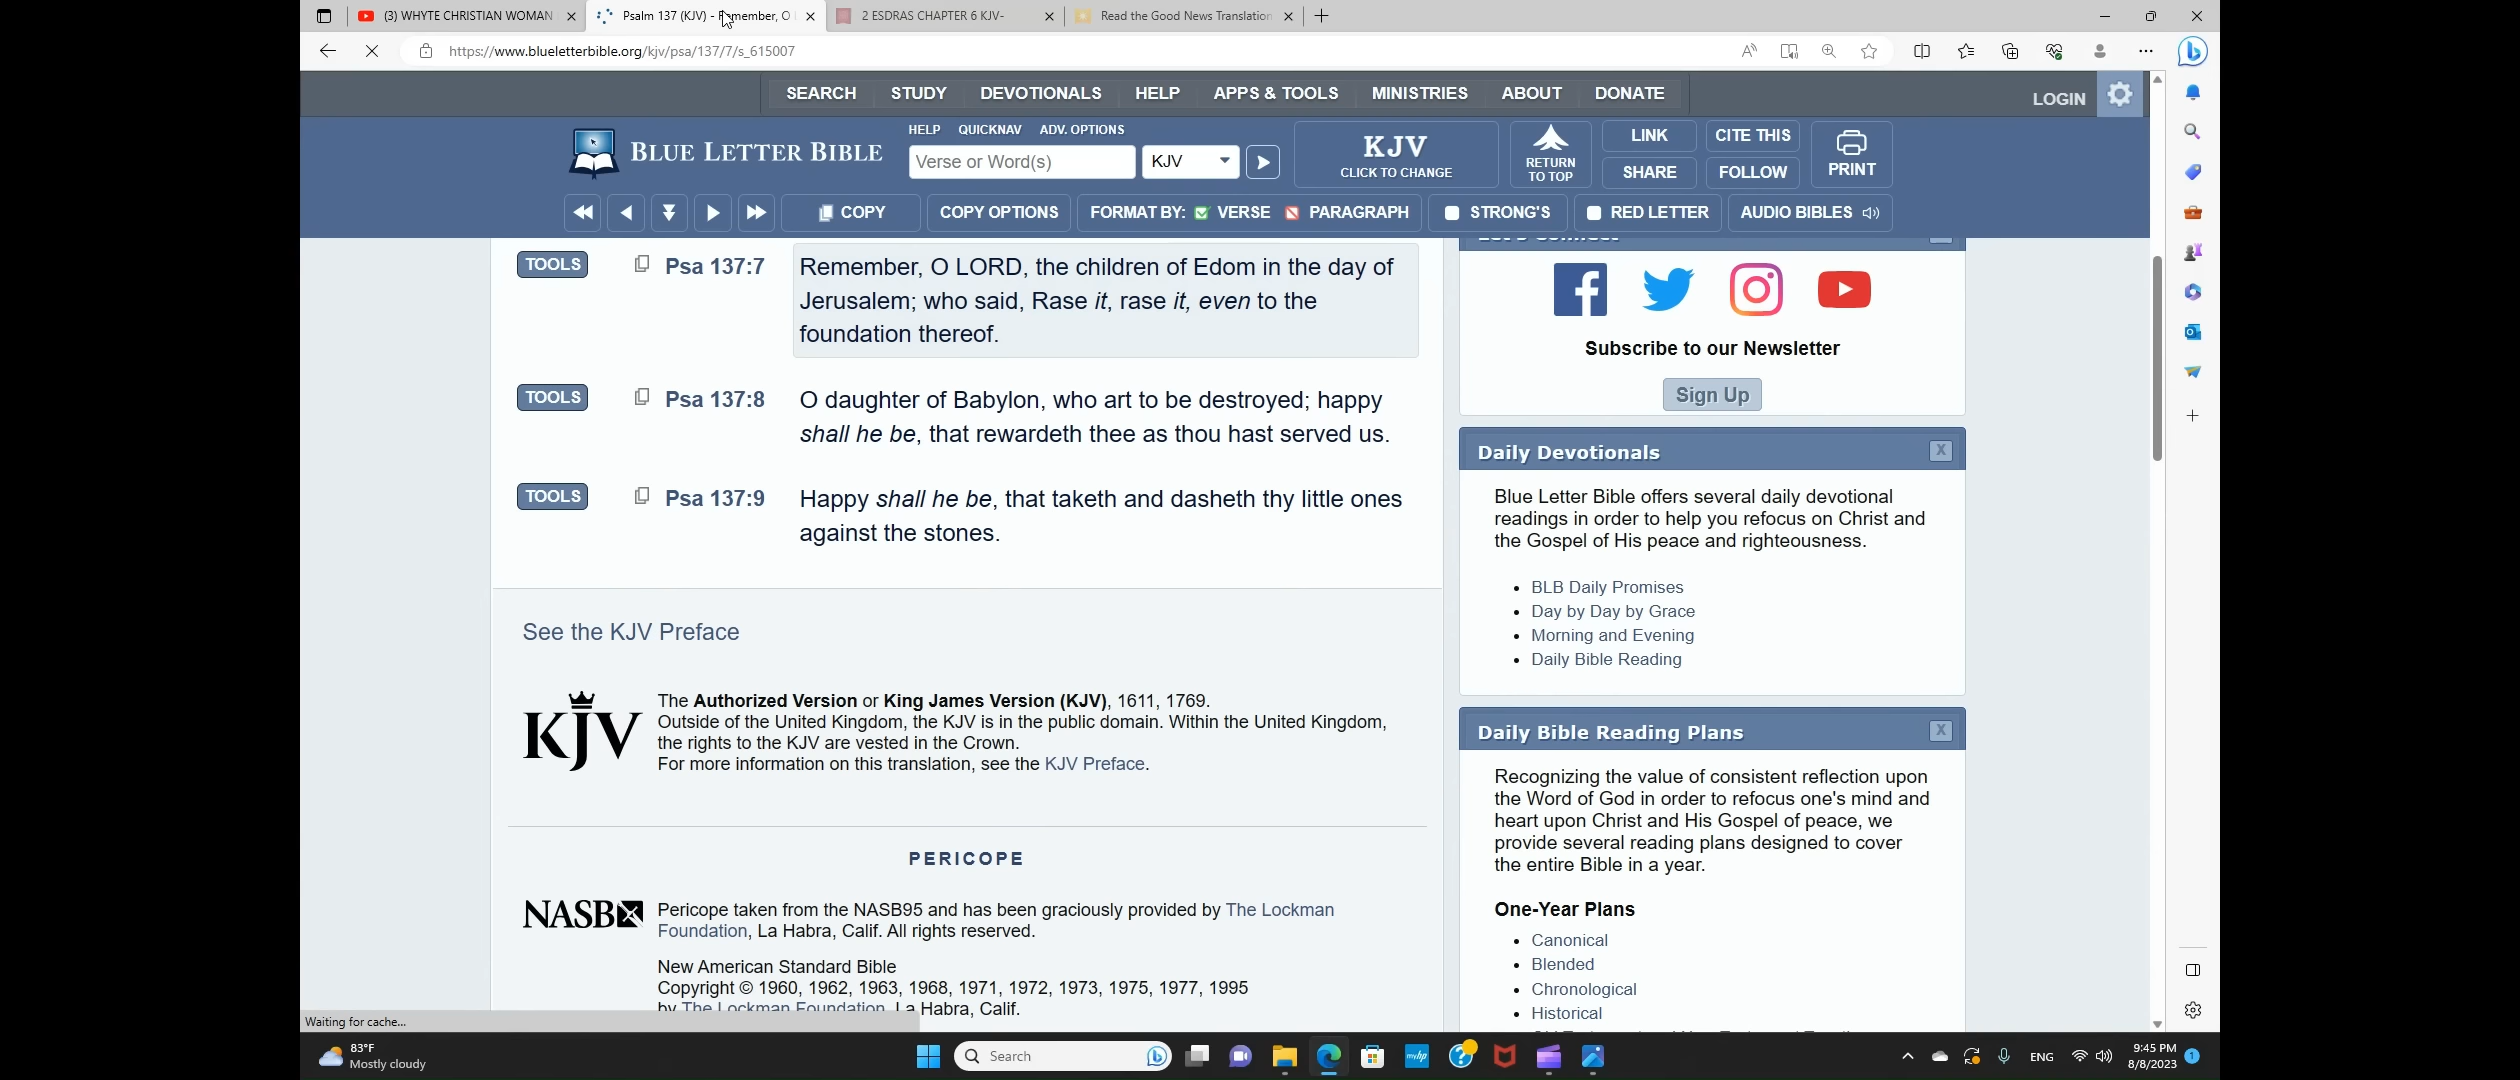 (3) WHYTE CHRISTIAN WOMAN
Psalm 137 (KJV) - Remember, O
2 ESDRAS CHAPTER 6 KJV-
Read the Good News Translation
https://www.blueletterbible.org/kjv/psa/137/7/s_615007
SEARCH STUDY DEVOTIONALS HELP APPS & TOOLS MINISTRIES ABOUT DONATE
LOGIN
BLUE LETTER BIBLE
HELP QUICKNAV ADV. OPTIONS
Verse or Word(s)
KJV
KJV
CLICK TO CHANGE
RETURN
TO TOP
LINK
CITE THIS
SHARE
FOLLOW
PRINT
COPY
COPY OPTIONS
FORMAT BY: VERSE PARAGRAPH
STRONG'S
RED LETTER
AUDIO BIBLES
TOOLS
Psa 137:7
Remember, O LORD, the children of Edom in the day of
Jerusalem; who said, Rase it, rase it, even to the
foundation thereof.
TOOLS
Psa 137:8
O daughter of Babylon, who art to be destroyed; happy
shall he be, that rewardeth thee as thou hast served us.
TOOLS
Psa 137:9
Happy shall he be, that taketh and dasheth thy little ones
against the stones.
See the KJV Preface
KJV
The Authorized Version or King James Version (KJV), 1611, 1769.
Outside of the United Kingdom, the KJV is in the public domain. Within the United Kingdom,
the rights to the KJV are vested in the Crown.
For more information on this translation, see the KJV Preface.
PERICOPE
NASB
Pericope taken from the NASB95 and has been graciously provided by The Lockman
Foundation, La Habra, Calif. All rights reserved.
New American Standard Bible
Copyright © 1960, 1962, 1963, 1968, 1971, 1972, 1973, 1975, 1977, 1995
by The Lockman Foundation, La Habra, Calif.
Let's Connect
X
Subscribe to our Newsletter
Sign Up
Daily Devotionals
X
Blue Letter Bible offers several daily devotional
readings in order to help you refocus on Christ and
the Gospel of His peace and righteousness.
BLB Daily Promises
Day by Day by Grace
Morning and Evening
Daily Bible Reading
Daily Bible Reading Plans
X
Recognizing the value of consistent reflection upon
the Word of God in order to refocus one's mind and
heart upon Christ and His Gospel of peace, we
provide several reading plans designed to cover
the entire Bible in a year.
One-Year Plans
Canonical
Blended
Chronological
Historical
Waiting for cache...
83°F
Mostly cloudy
Search
myhp
ENG
9:45 PM
8/8/2023
1